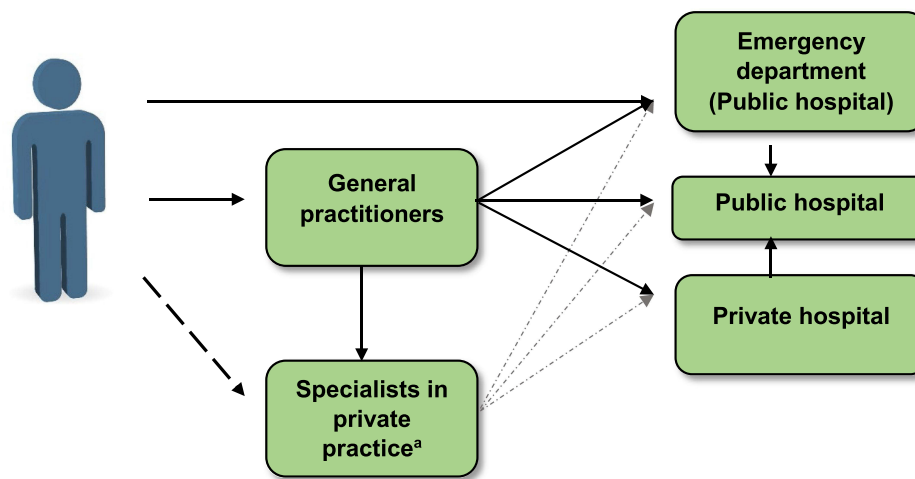 Emergency
department
(Public hospital)
General
practitioners
Public hospital
Private hospital
Specialists in
private
practiceᵃ